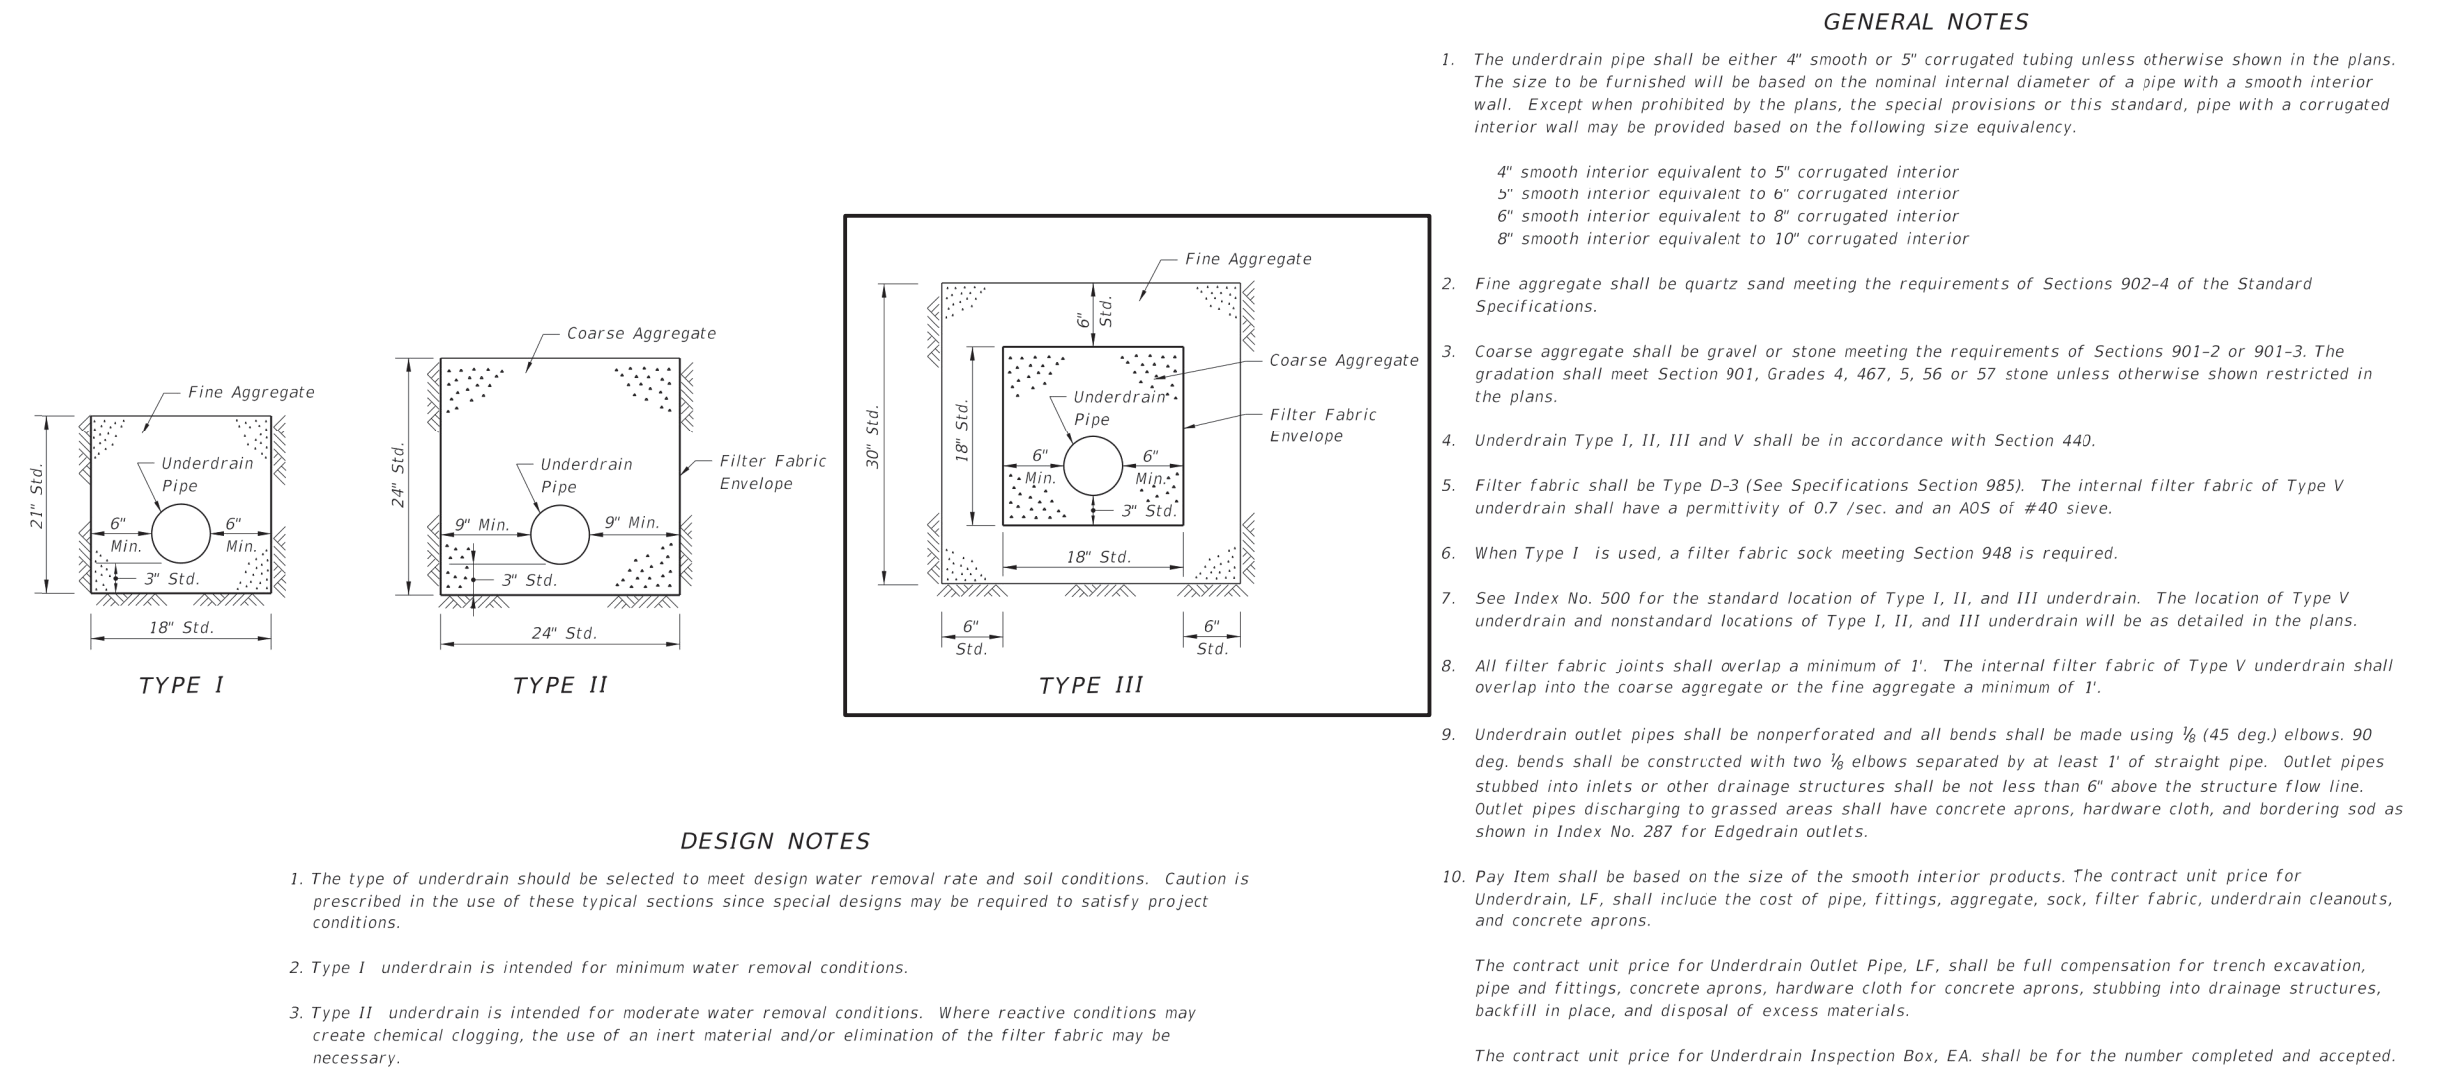 Fine Aggregate
Underdrain
Pipe
21" Std.
6"
Min.
6"
Min.
3" Std.
18" Std.
TYPE I
Coarse Aggregate
24" Std.
Underdrain
Pipe
Filter Fabric
Envelope
9" Min.
9" Min.
3" Std.
24" Std.
TYPE II
Fine Aggregate
6" Std.
Coarse Aggregate
Underdrain
Pipe
Filter Fabric
Envelope
30" Std.
18" Std.
6"
Min.
6"
Min.
3" Std.
18" Std.
6"
Std.
6"
Std.
TYPE III
DESIGN NOTES
1. The type of underdrain should be selected to meet design water removal rate and soil conditions. Caution is
prescribed in the use of these typical sections since special designs may be required to satisfy project
conditions.
2. Type I underdrain is intended for minimum water removal conditions.
3. Type II underdrain is intended for moderate water removal conditions. Where reactive conditions may
create chemical clogging, the use of an inert material and/or elimination of the filter fabric may be
necessary.
GENERAL NOTES
1. The underdrain pipe shall be either 4" smooth or 5" corrugated tubing unless otherwise shown in the plans.
The size to be furnished will be based on the nominal internal diameter of a pipe with a smooth interior
wall. Except when prohibited by the plans, the special provisions or this standard, pipe with a corrugated
interior wall may be provided based on the following size equivalency.
4" smooth interior equivalent to 5" corrugated interior
5" smooth interior equivalent to 6" corrugated interior
6" smooth interior equivalent to 8" corrugated interior
8" smooth interior equivalent to 10" corrugated interior
2. Fine aggregate shall be quartz sand meeting the requirements of Sections 902-4 of the Standard
Specifications.
3. Coarse aggregate shall be gravel or stone meeting the requirements of Sections 901-2 or 901-3. The
gradation shall meet Section 901, Grades 4, 467, 5, 56 or 57 stone unless otherwise shown restricted in
the plans.
4. Underdrain Type I, II, III and V shall be in accordance with Section 440.
5. Filter fabric shall be Type D-3 (See Specifications Section 985). The internal filter fabric of Type V
underdrain shall have a permittivity of 0.7 /sec. and an AOS of #40 sieve.
6. When Type I is used, a filter fabric sock meeting Section 948 is required.
7. See Index No. 500 for the standard location of Type I, II, and III underdrain. The location of Type V
underdrain and nonstandard locations of Type I, II, and III underdrain will be as detailed in the plans.
8. All filter fabric joints shall overlap a minimum of 1'. The internal filter fabric of Type V underdrain shall
overlap into the coarse aggregate or the fine aggregate a minimum of 1'.
9. Underdrain outlet pipes shall be nonperforated and all bends shall be made using ⅛ (45 deg.) elbows. 90
deg. bends shall be constructed with two ⅛ elbows separated by at least 1' of straight pipe. Outlet pipes
stubbed into inlets or other drainage structures shall be not less than 6" above the structure flow line.
Outlet pipes discharging to grassed areas shall have concrete aprons, hardware cloth, and bordering sod as
shown in Index No. 287 for Edgedrain outlets.
10. Pay Item shall be based on the size of the smooth interior products. The contract unit price for
Underdrain, LF, shall include the cost of pipe, fittings, aggregate, sock, filter fabric, underdrain cleanouts,
and concrete aprons.
The contract unit price for Underdrain Outlet Pipe, LF, shall be full compensation for trench excavation,
pipe and fittings, concrete aprons, hardware cloth for concrete aprons, stubbing into drainage structures,
backfill in place, and disposal of excess materials.
The contract unit price for Underdrain Inspection Box, EA. shall be for the number completed and accepted.